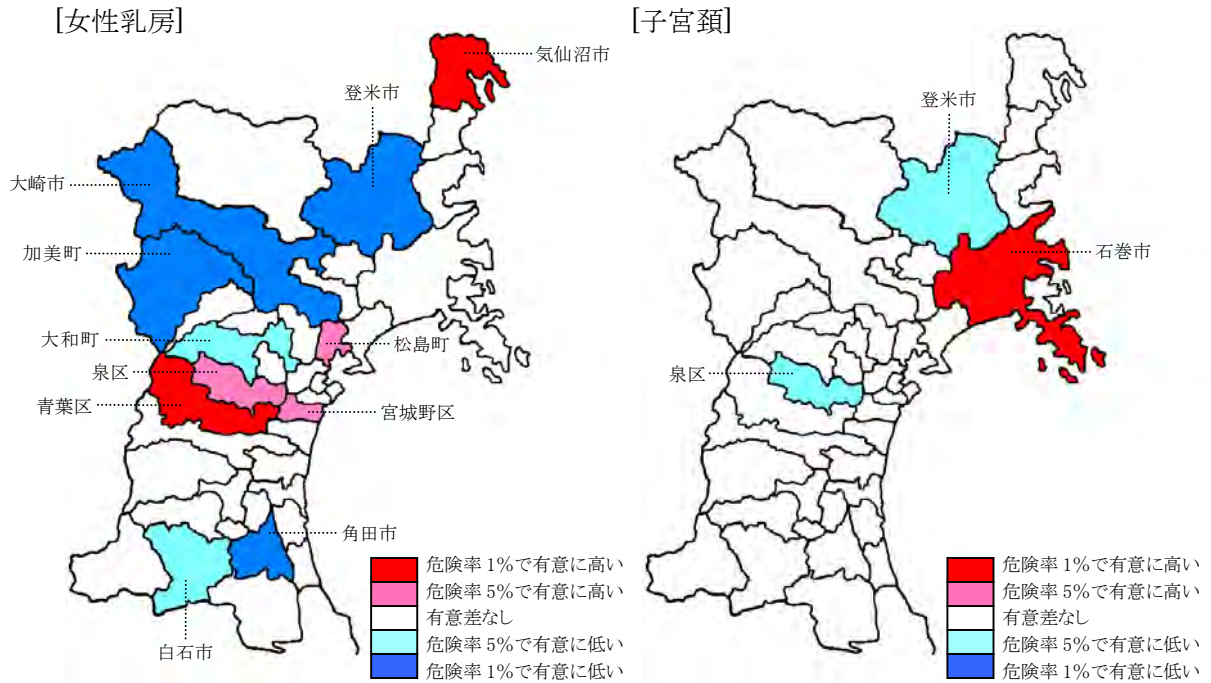 [女性乳房]
気仙沼市
登米市
大崎市
加美町
大和町
松島町
泉区
青葉区
宮城野区
角田市
白石市
危険率 1%で有意に高い
危険率 5%で有意に高い
有意差なし
危険率 5%で有意に低い
危険率 1%で有意に低い
[子宮頚]
登米市
石巻市
泉区
危険率 1%で有意に高い
危険率 5%で有意に高い
有意差なし
危険率 5%で有意に低い
危険率 1%で有意に低い